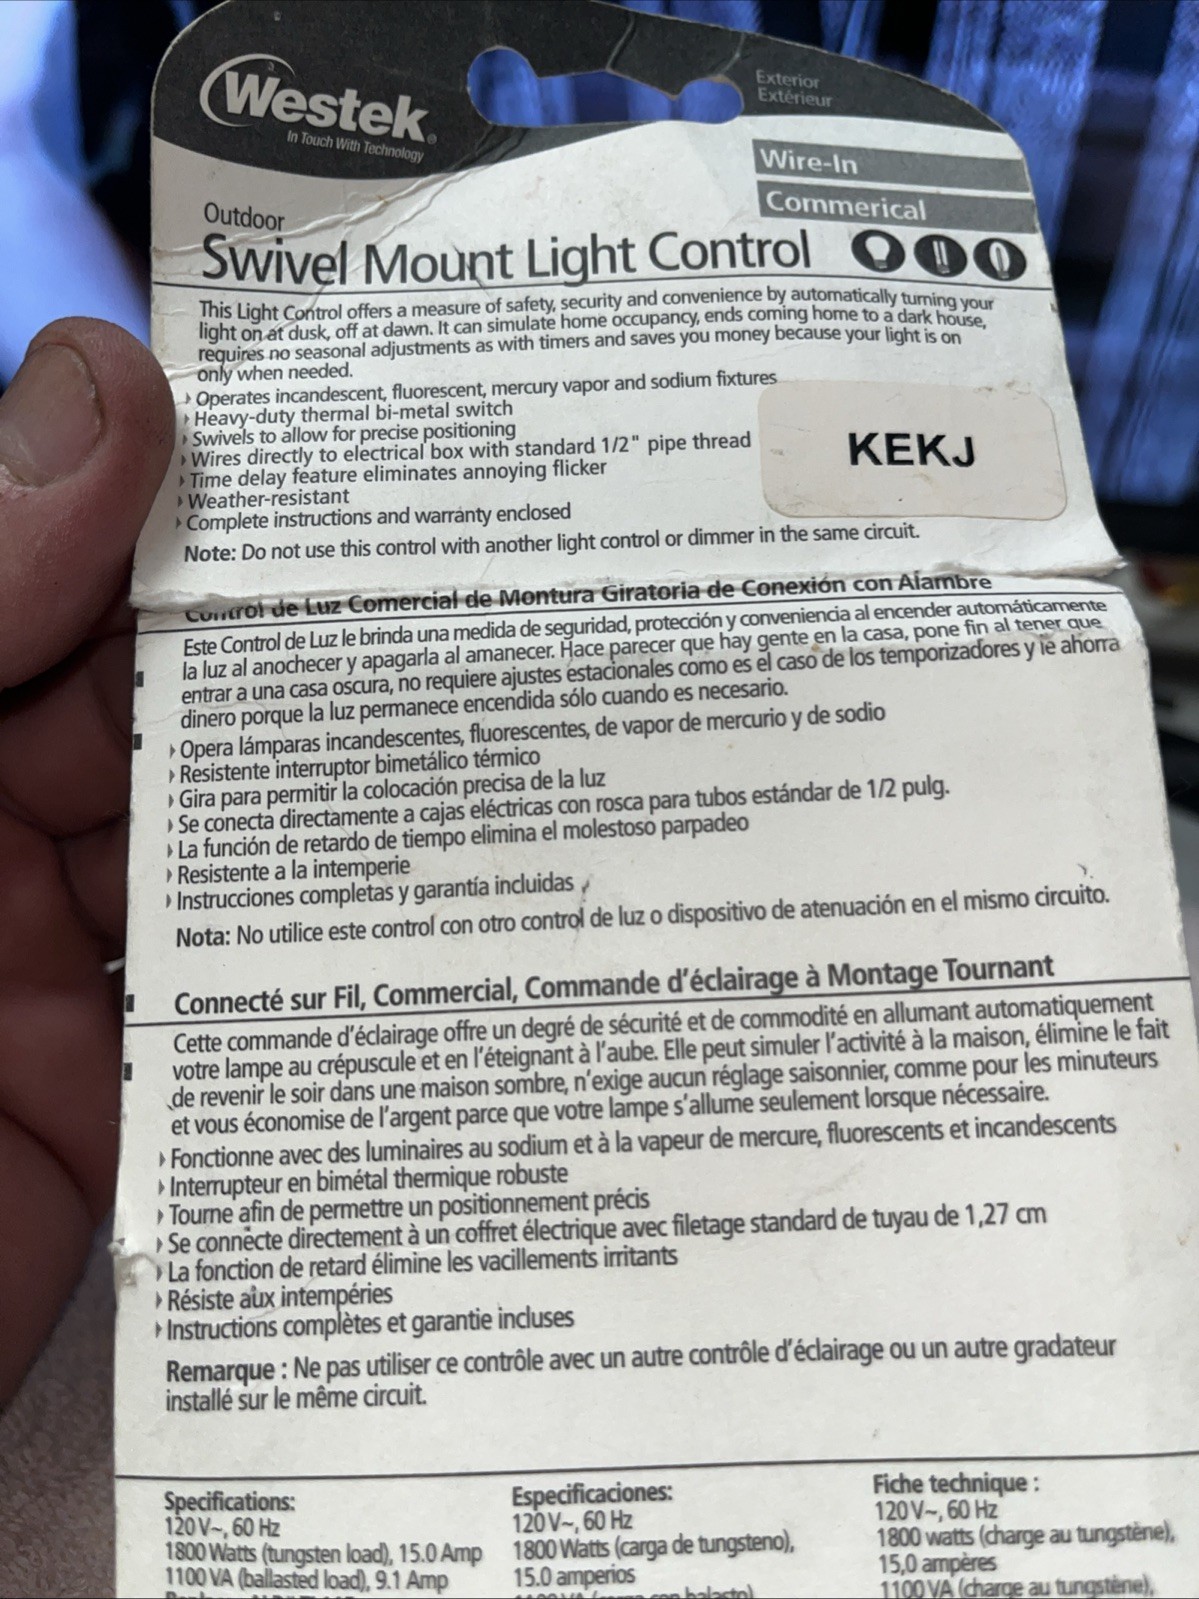 Westek®
In Touch With Technology
Exterior
Extérieur
Wire-In
Commerical
Outdoor
Swivel Mount Light Control
This Light Control offers a measure of safety, security and convenience by automatically turning your
light on at dusk, off at dawn. It can simulate home occupancy, ends coming home to a dark house,
requires no seasonal adjustments as with timers and saves you money because your light is on
only when needed.
Operates incandescent, fluorescent, mercury vapor and sodium fixtures
Heavy-duty thermal bi-metal switch
Swivels to allow for precise positioning
Wires directly to electrical box with standard 1/2" pipe thread
Time delay feature eliminates annoying flicker
Weather-resistant
Complete instructions and warranty enclosed
KEKJ
Note: Do not use this control with another light control or dimmer in the same circuit.
Control de Luz Comercial de Montura Giratoria de Conexión con Alambre
Este Control de Luz le brinda una medida de seguridad, protección y conveniencia al encender automáticamente
la luz al anochecer y apagarla al amanecer. Hace parecer que hay gente en la casa, pone fin al tener que
entrar a una casa oscura, no requiere ajustes estacionales como es el caso de los temporizadores y le ahorra
dinero porque la luz permanece encendida sólo cuando es necesario.
Opera lámparas incandescentes, fluorescentes, de vapor de mercurio y de sodio
Resistente interruptor bimetálico térmico
Gira para permitir la colocación precisa de la luz
Se conecta directamente a cajas eléctricas con rosca para tubos estándar de 1/2 pulg.
La función de retardo de tiempo elimina el molestoso parpadeo
Resistente a la intemperie
Instrucciones completas y garantía incluidas
Nota: No utilice este control con otro control de luz o dispositivo de atenuación en el mismo circuito.
Connecté sur Fil, Commercial, Commande d'éclairage à Montage Tournant
Cette commande d'éclairage offre un degré de sécurité et de commodité en allumant automatiquement
votre lampe au crépuscule et en l'éteignant à l'aube. Elle peut simuler l'activité à la maison, élimine le fait
de revenir le soir dans une maison sombre, n'exige aucun réglage saisonnier, comme pour les minuteurs
et vous économise de l'argent parce que votre lampe s'allume seulement lorsque nécessaire.
Fonctionne avec des luminaires au sodium et à la vapeur de mercure, fluorescents et incandescents
Interrupteur en bimétal thermique robuste
Tourne afin de permettre un positionnement précis
Se connecte directement à un coffret électrique avec filetage standard de tuyau de 1,27 cm
La fonction de retard élimine les vacillements irritants
Résiste aux intempéries
Instructions complètes et garantie incluses
Remarque : Ne pas utiliser ce contrôle avec un autre contrôle d'éclairage ou un autre gradateur
installé sur le même circuit.
Specifications:
120 V~, 60 Hz
1800 Watts (tungsten load), 15.0 Amp
1100 VA (ballasted load), 9.1 Amp
Especificaciones:
120 V~, 60 Hz
1800 Watts (carga de tungsteno),
15.0 amperios
Fiche technique :
120 V~, 60 Hz
1800 watts (charge au tungstène),
15,0 ampères
1100 VA (charge au tungstène),